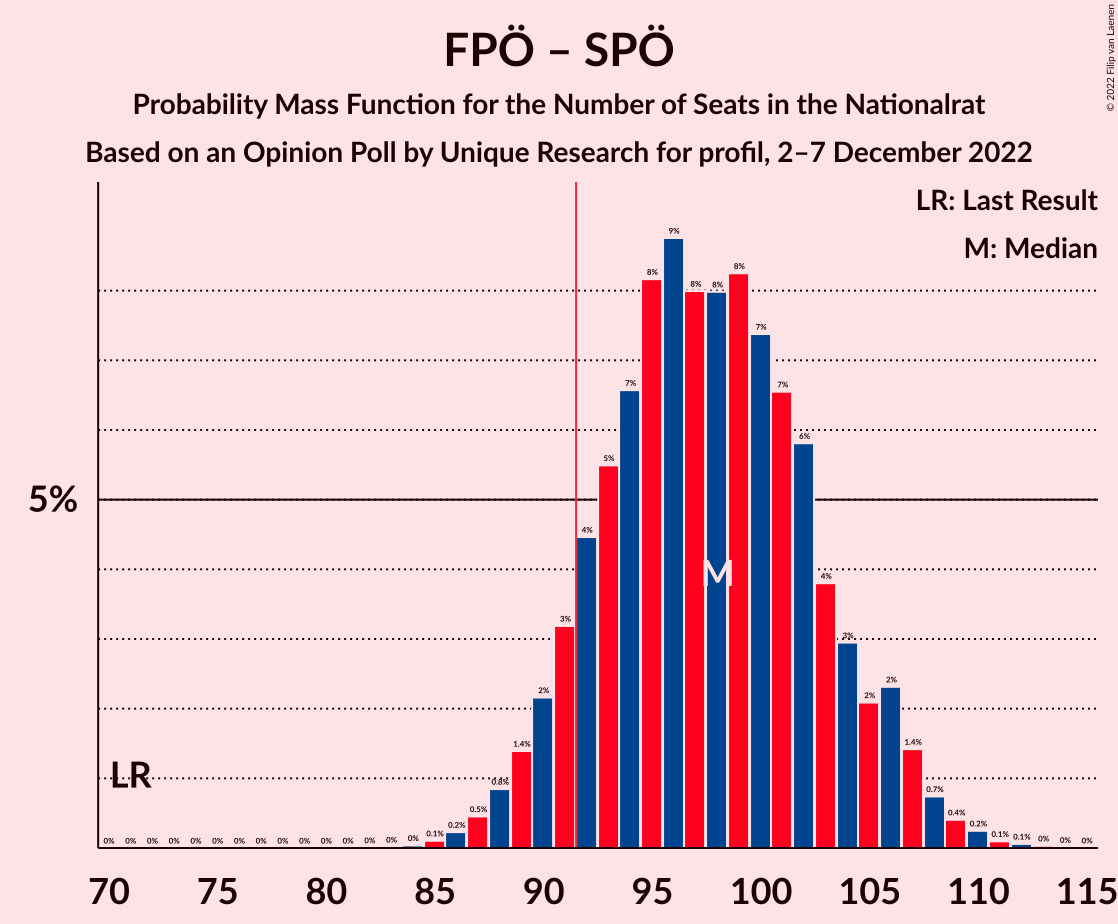 FPÖ – SPÖ
Probability Mass Function for the Number of Seats in the Nationalrat
Based on an Opinion Poll by Unique Research for profil, 2–7 December 2022
© 2022 Filip van Laenen
LR: Last Result
M: Median
5%
LR
M
0% 0% 0% 0% 0% 0% 0% 0% 0% 0% 0% 0% 0% 0% 0% 0.1% 0.2% 0.5% 0.8% 1.4% 2% 3% 4% 5% 7% 8% 9% 8% 8% 8% 7% 7% 6% 4% 3% 2% 2% 1.4% 0.7% 0.4% 0.2% 0.1% 0.1% 0% 0% 0%
70 75 80 85 90 95 100 105 110 115